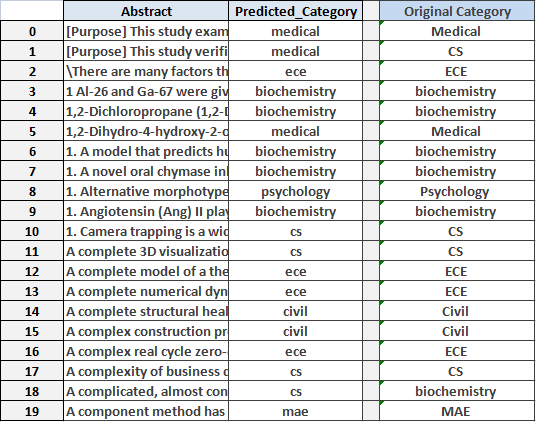 Abstract Predicted_Category Original Category
0 [Purpose] This study exam medical Medical
1 [Purpose] This study verifi medical CS
2 \There are many factors th ece ECE
3 1 Al-26 and Ga-67 were giv biochemistry biochemistry
4 1,2-Dichloropropane (1,2-D biochemistry biochemistry
5 1,2-Dihydro-4-hydroxy-2-o medical Medical
6 1. A model that predicts hu biochemistry biochemistry
7 1. A novel oral chymase inl biochemistry biochemistry
8 1. Alternative morphotype psychology Psychology
9 1. Angiotensin (Ang) II play biochemistry biochemistry
10 1. Camera trapping is a wid cs CS
11 A complete 3D visualizatio cs CS
12 A complete model of a the ece ECE
13 A complete numerical dyn ece ECE
14 A complete structural heal civil Civil
15 A complex construction pr civil Civil
16 A complex real cycle zero- ece ECE
17 A complexity of business d cs CS
18 A complicated, almost con cs biochemistry
19 A component method has mae MAE